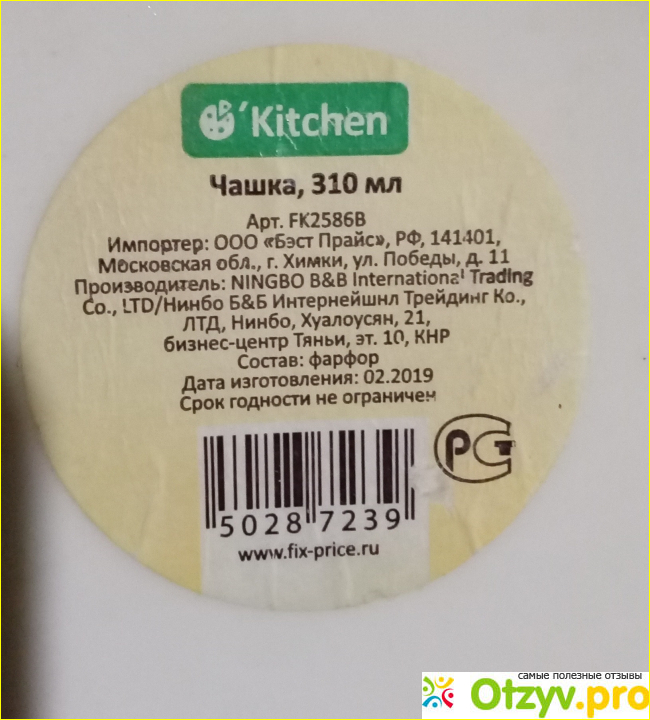 'Kitchen
Чашка, 310 мл
Арт. FK2586B
Импортер: ООО «Бэст Прайс», РФ, 141401,
Московская обл., г. Химки, ул. Победы, д. 11
Производитель: NINGBO B&B International Trading
Co., LTD/Нинбо Б&Б Интернейшнл Трейдинг Ко.,
ЛТД, Нинбо, Хуалоусян, 21,
бизнес-центр Тяньи, эт. 10, КНР
Состав: фарфор
Дата изготовления: 02.2019
Срок годности не ограничен
РСТ
50287239
www.fix-price.ru
самые полезные отзывы
Otzyv.pro